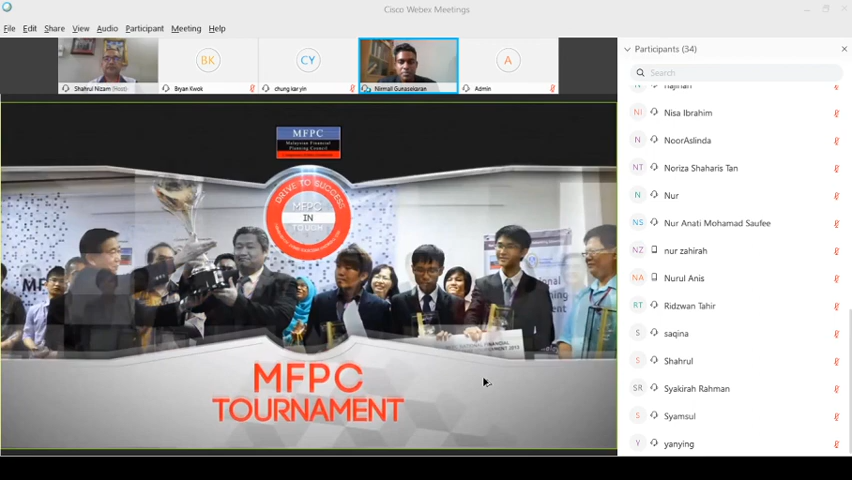 Cisco Webex Meetings
File Edit Share View Audio Participant Meeting Help
BK
CY
A
Shahrul Nizam (Host)
Bryan Kwok
chung kar yin
Nirmall Gunasekaran
Admin
MFPC
Malaysian Financial
Planning Council
DRIVE TO SUCCESS
MFPC
IN
TOUCH
MFPC
TOURNAMENT
Participants (34)
Search
NI Nisa Ibrahim
N NoorAslinda
NT Noriza Shaharis Tan
N Nur
NS Nur Anati Mohamad Saufee
NZ nur zahirah
NA Nurul Anis
RT Ridzwan Tahir
S saqina
S Shahrul
SR Syakirah Rahman
S Syamsul
Y yanying